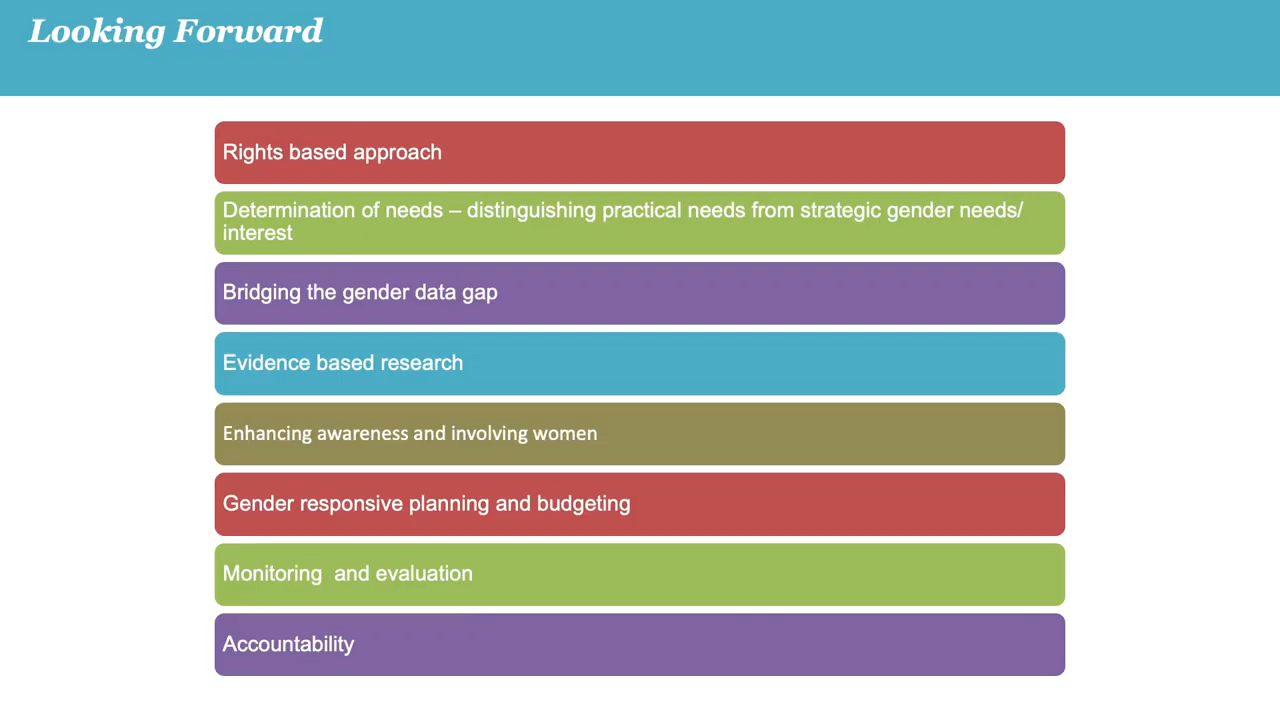 Looking Forward
Rights based approach
Determination of needs – distinguishing practical needs from strategic gender needs/
interest
Bridging the gender data gap
Evidence based research
Enhancing awareness and involving women
Gender responsive planning and budgeting
Monitoring  and evaluation
Accountability